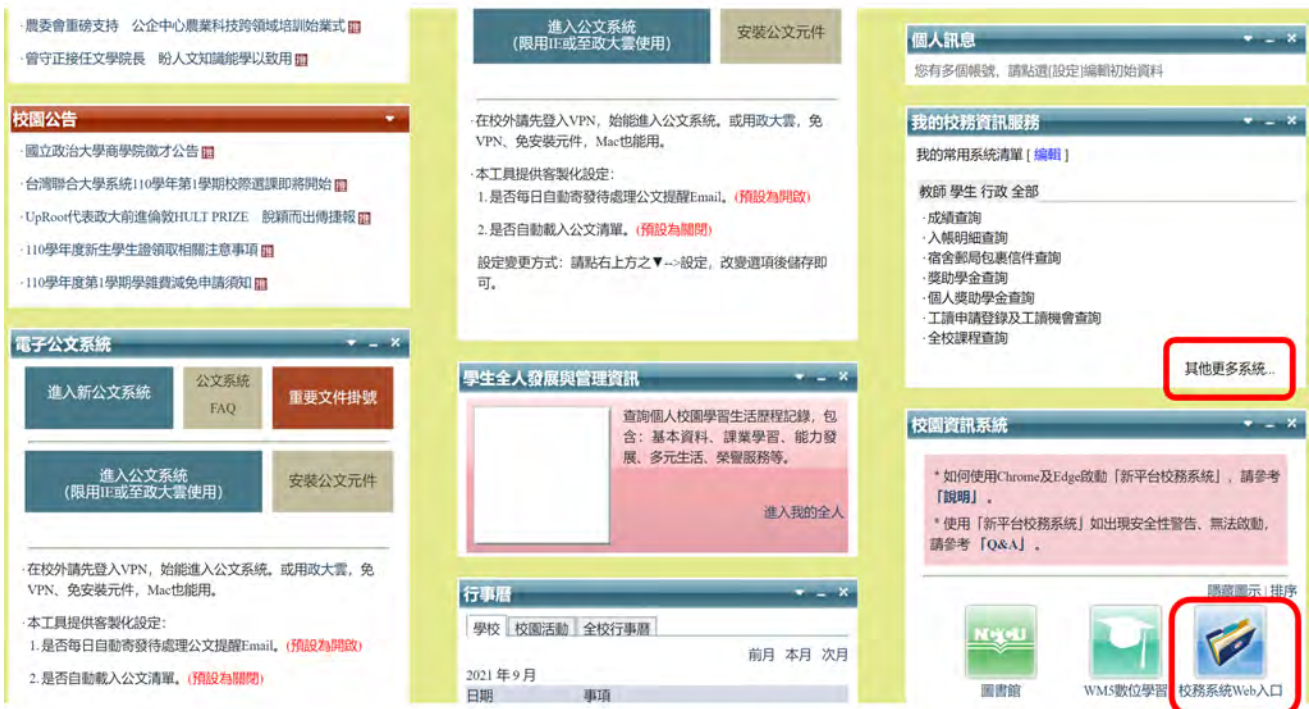 ·農委會重磅支持 公企中心農業科技跨領域培訓始業式
·曾守正接任文學院長 盼人文知識能學以致用
校園公告
·國立政治大學商學院徵才公告
·台灣聯合大學系統110學年第1學期校際選課即將開始
·UpRoot代表政大前進倫敦HULT PRIZE 脫穎而出傳捷報
·110學年度新生學生證領取相關注意事項
·110學年度第1學期學雜費減免申請須知
電子公文系統
進入新公文系統
公文系統
FAQ
重要文件掛號
進入公文系統
(限用IE或至政大雲使用)
安裝公文元件
·在校外請先登入VPN，始能進入公文系統。或用政大雲，免
VPN、免安裝元件，Mac也能用。
·本工具提供客製化設定：
1.是否每日自動寄發待處理公文提醒Email。(預設為開啟)
2.是否自動載入公文清單。(預設為關閉)
進入公文系統
(限用IE或至政大雲使用)
安裝公文元件
·在校外請先登入VPN，始能進入公文系統。或用政大雲，免
VPN、免安裝元件，Mac也能用。
·本工具提供客製化設定：
1.是否每日自動寄發待處理公文提醒Email。(預設為開啟)
2.是否自動載入公文清單。(預設為關閉)
設定變更方式：請點右上方之▼-->設定，改變選項後儲存即
可。
學生全人發展與管理資訊
查詢個人校園學習生活歷程記錄，包
含：基本資料、課業學習、能力發
展、多元生活、榮譽服務等。
進入我的全人
行事曆
學校 校園活動 全校行事曆
前月 本月 次月
2021 年 9 月
日期 事項
個人訊息
您有多個帳號，請點選[設定]編輯初始資料
我的校務資訊服務
我的常用系統清單 [ 編輯 ]
教師 學生 行政 全部
·成績查詢
·入帳明細查詢
·宿舍郵局包裹信件查詢
·獎助學金查詢
·個人獎助學金查詢
·工讀申請登錄及工讀機會查詢
·全校課程查詢
其他更多系統...
校園資訊系統
* 如何使用Chrome及Edge啟動「新平台校務系統」，請參考
「說明」。
* 使用「新平台校務系統」如出現安全性警告、無法啟動，
請參考「Q&A」。
隱藏圖示 | 排序
NCCU
圖書館
WM5數位學習
校務系統Web入口